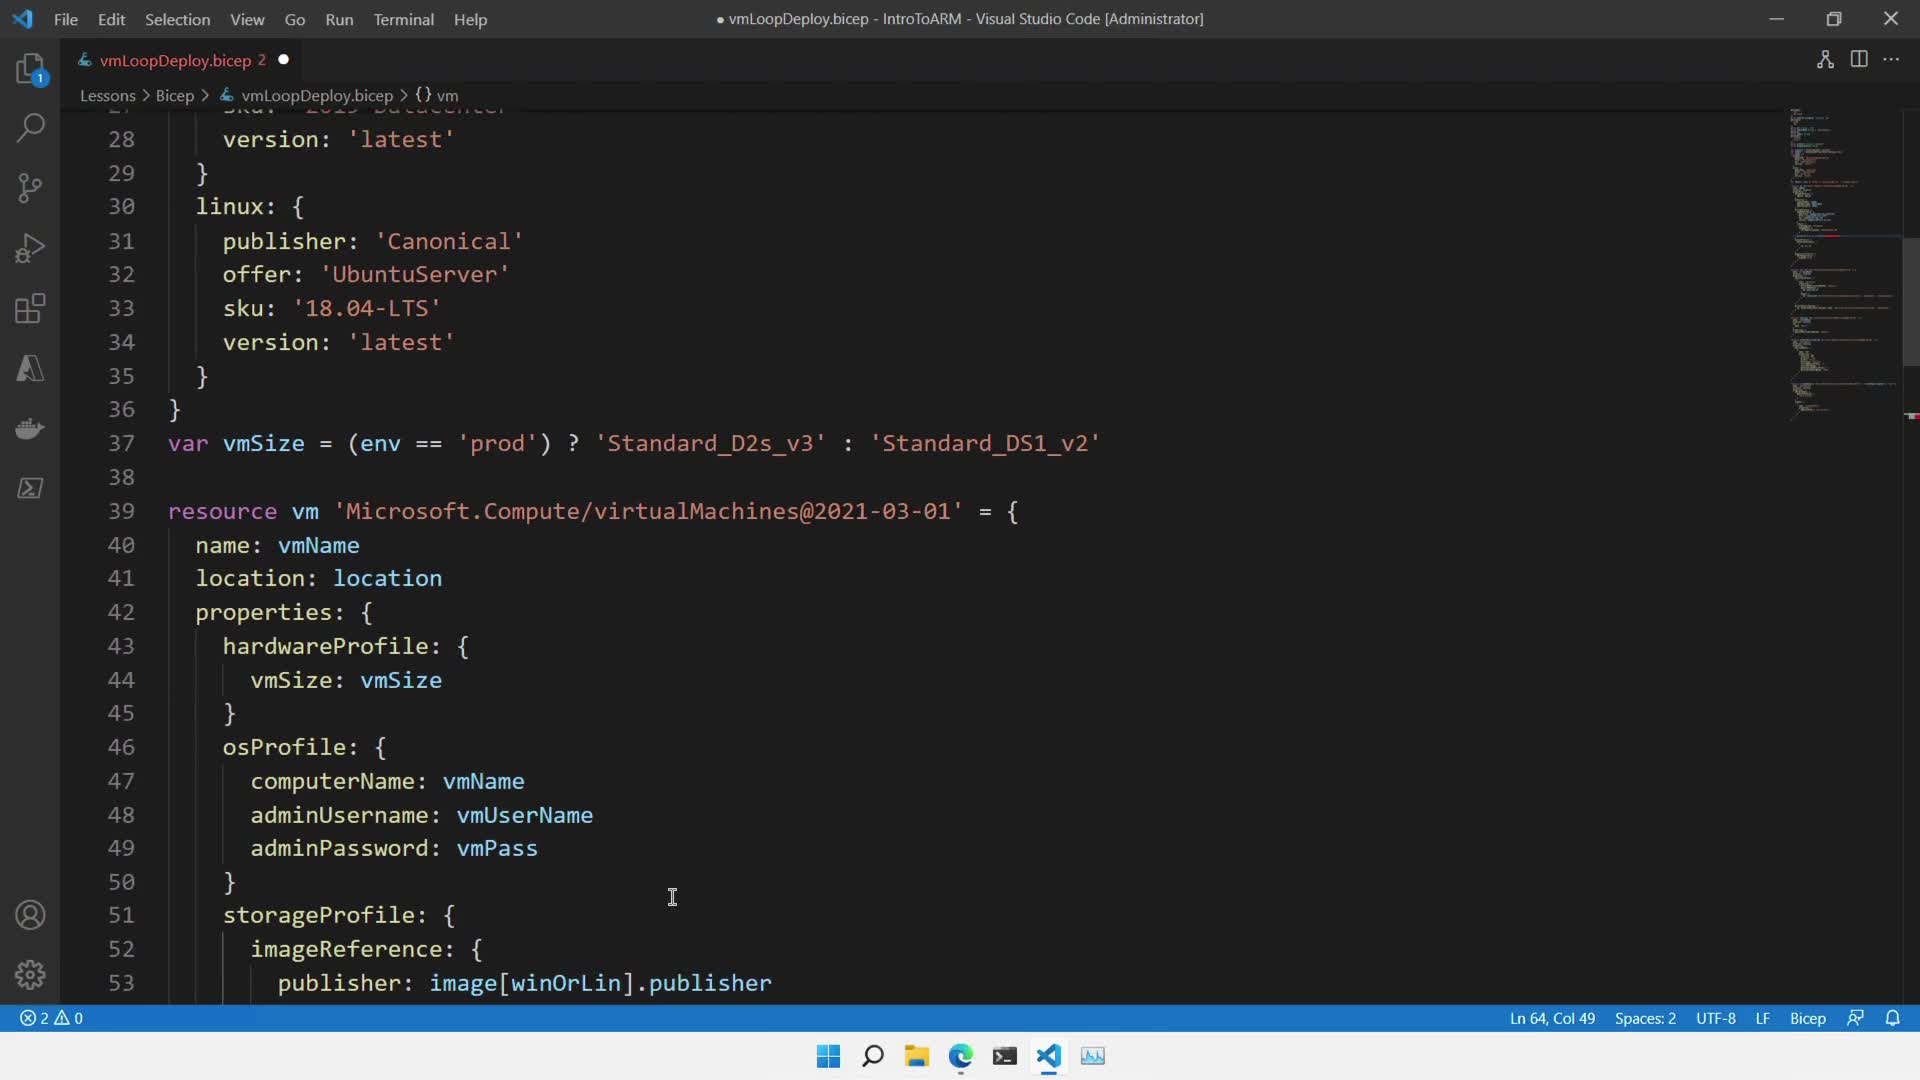 File Edit Selection View Go Run Terminal Help
● vmLoopDeploy.bicep - IntroToARM - Visual Studio Code [Administrator]
vmLoopDeploy.bicep 2 ●
Lessons > Bicep > vmLoopDeploy.bicep > {} vm
1
28 version: 'latest'
29 }
30 linux: {
31 publisher: 'Canonical'
32 offer: 'UbuntuServer'
33 sku: '18.04-LTS'
34 version: 'latest'
35 }
36 }
37 var vmSize = (env == 'prod') ? 'Standard_D2s_v3' : 'Standard_DS1_v2'
38
39 resource vm 'Microsoft.Compute/virtualMachines@2021-03-01' = {
40 name: vmName
41 location: location
42 properties: {
43 hardwareProfile: {
44 vmSize: vmSize
45 }
46 osProfile: {
47 computerName: vmName
48 adminUsername: vmUserName
49 adminPassword: vmPass
50 }
51 storageProfile: {
52 imageReference: {
53 publisher: image[winOrLin].publisher
2 0
Ln 64, Col 49 Spaces: 2 UTF-8 LF Bicep